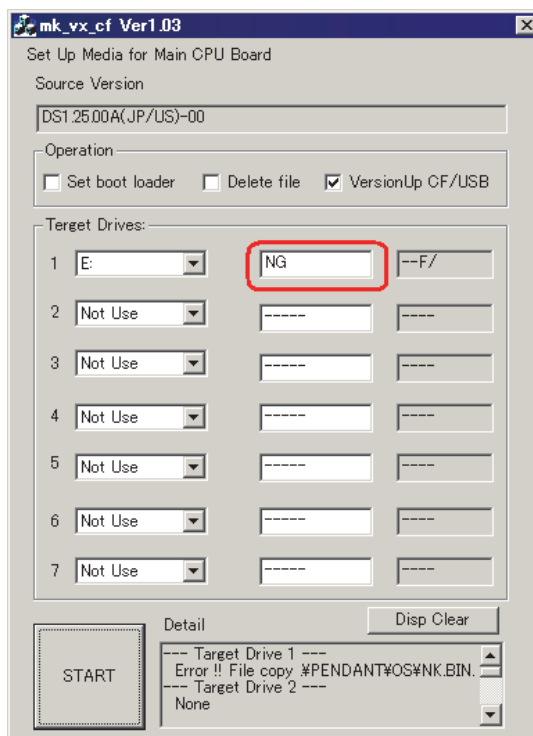 mk_vx_cf Ver1.03
Set Up Media for Main CPU Board
Source Version
DS1.25.00A(JP/US)-00
Operation
Set boot loader Delete file VersionUp CF/USB
Terget Drives:
1 E: NG --F/
2 Not Use ----- ----
3 Not Use ----- ----
4 Not Use ----- ----
5 Not Use ----- ----
6 Not Use ----- ----
7 Not Use ----- ----
Disp Clear
START
Detail
--- Target Drive 1 ---
Error !! File copy .¥PENDANT¥OS¥NK.BIN.
--- Target Drive 2 ---
None